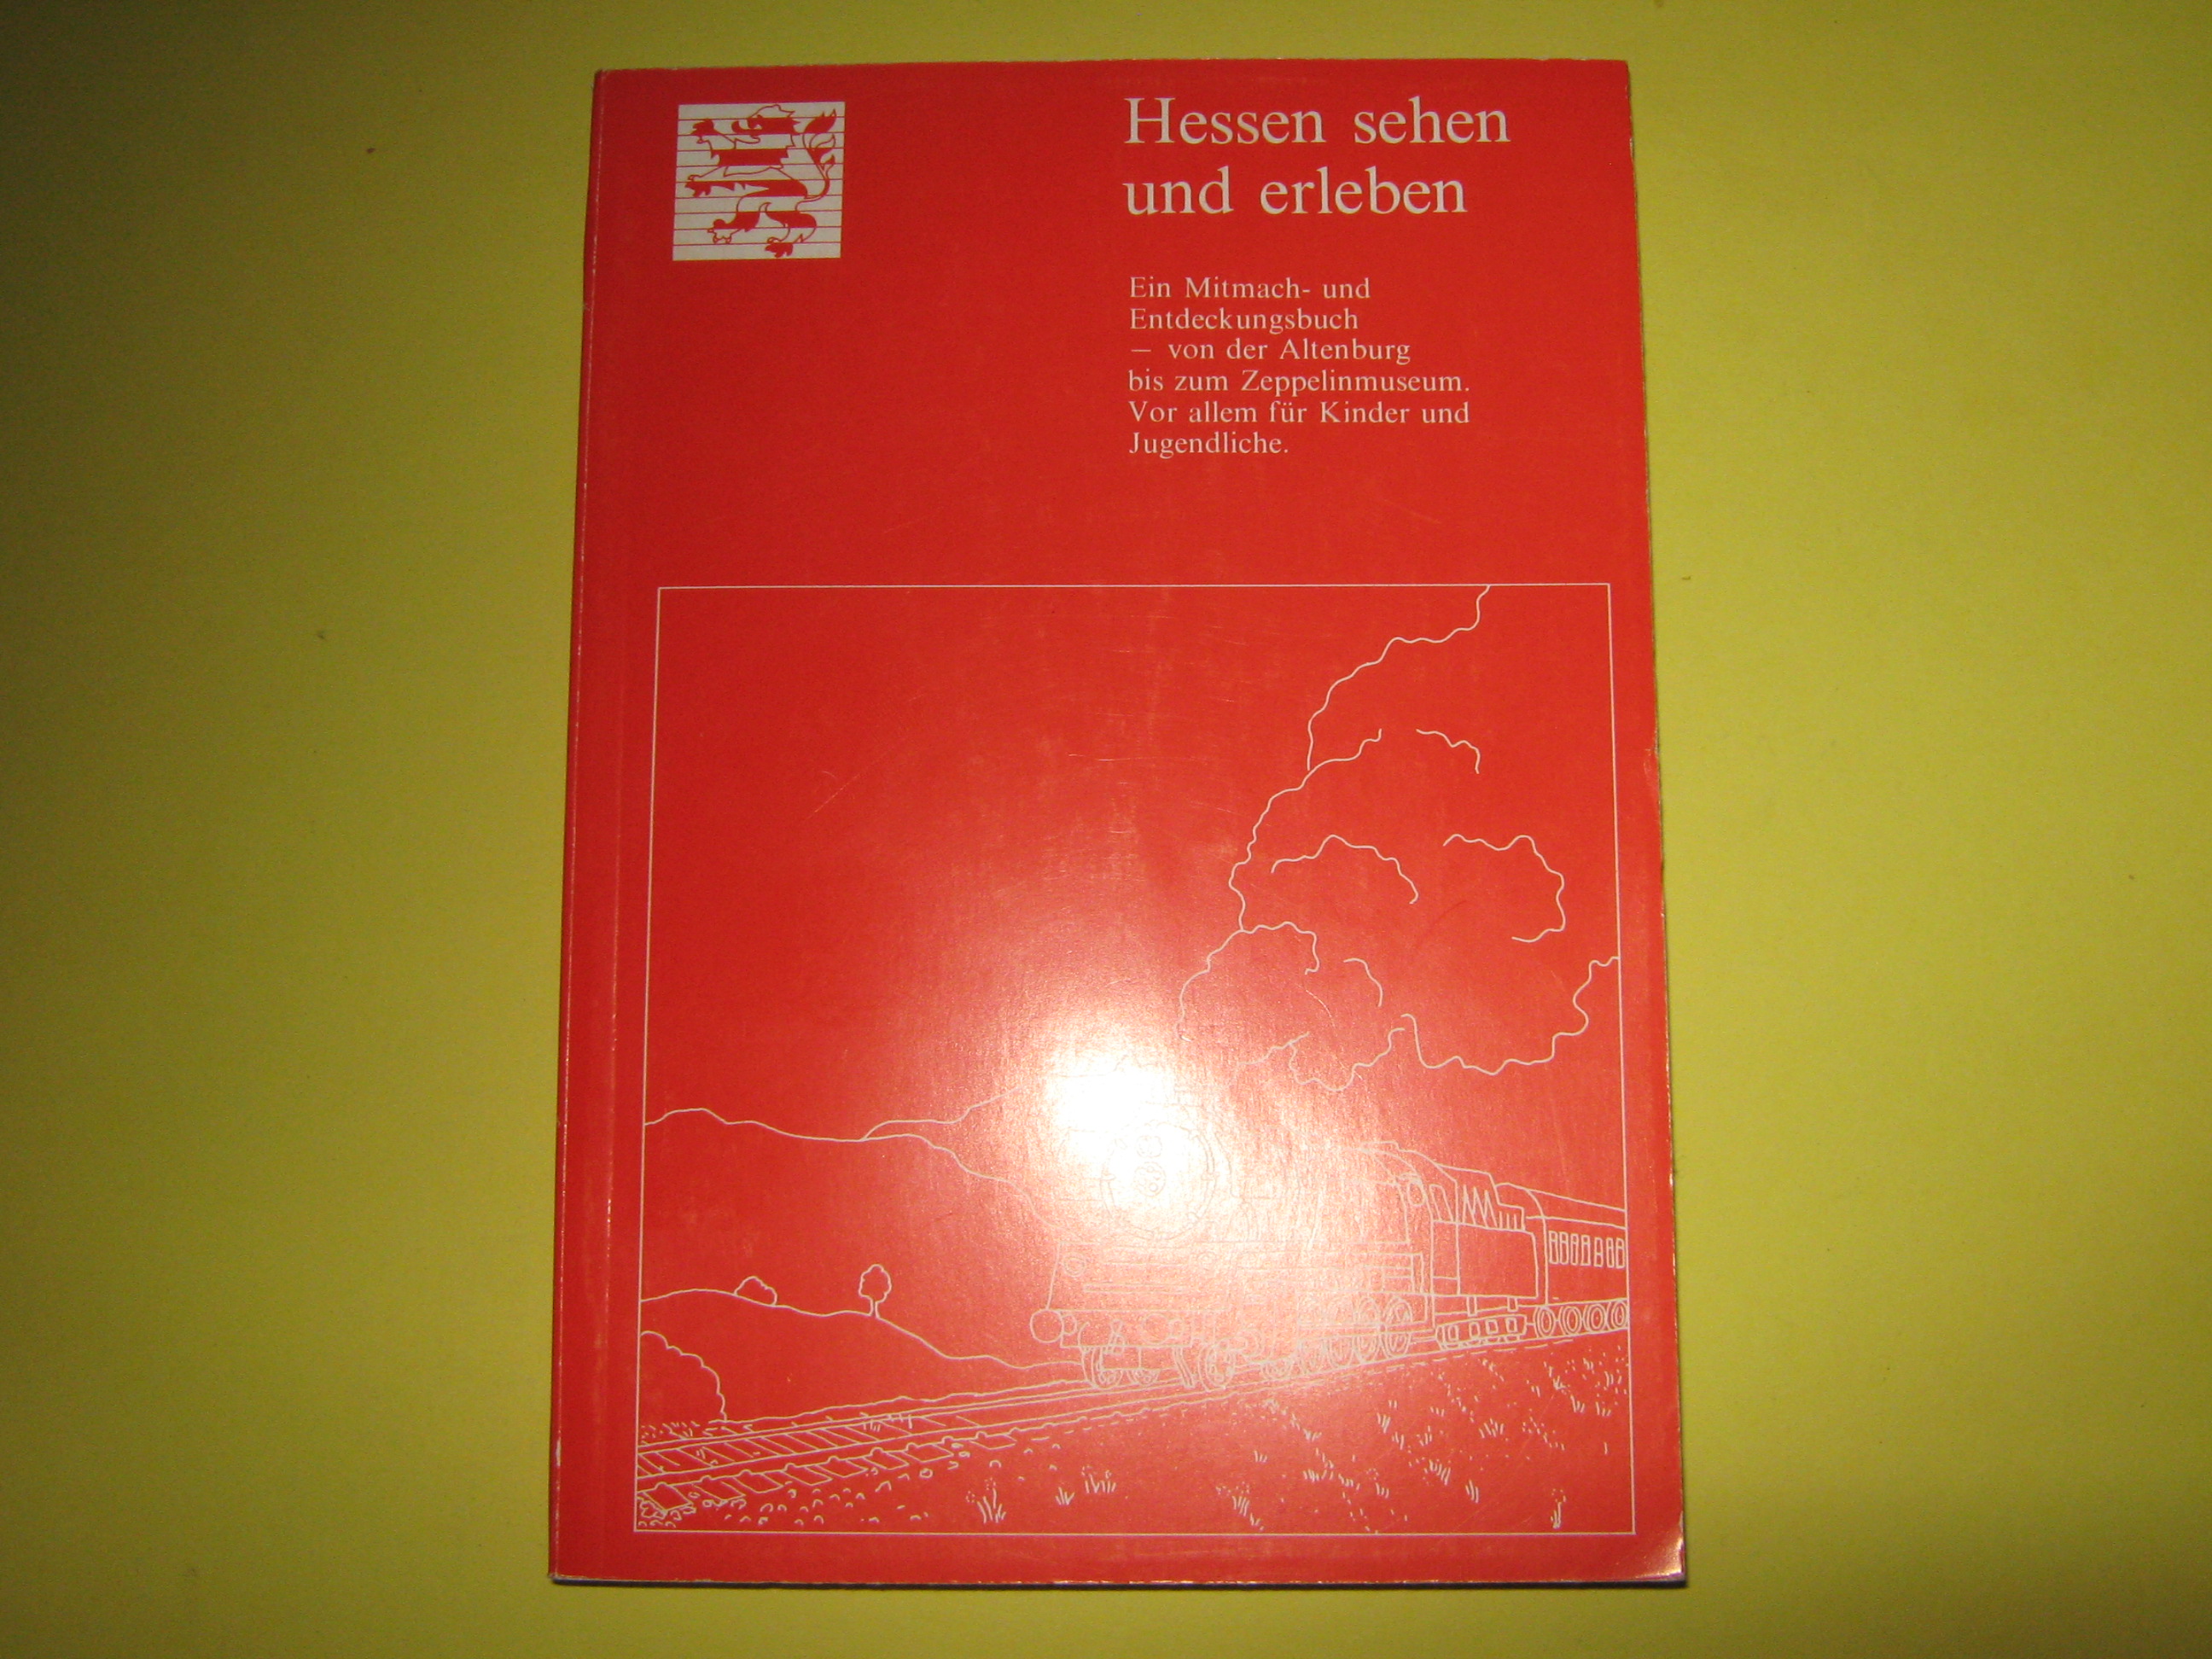 Hessen sehen
und erleben
Ein Mitmach- und
Entdeckungsbuch
— von der Altenburg
bis zum Zeppelinmuseum.
Vor allem für Kinder und
Jugendliche.